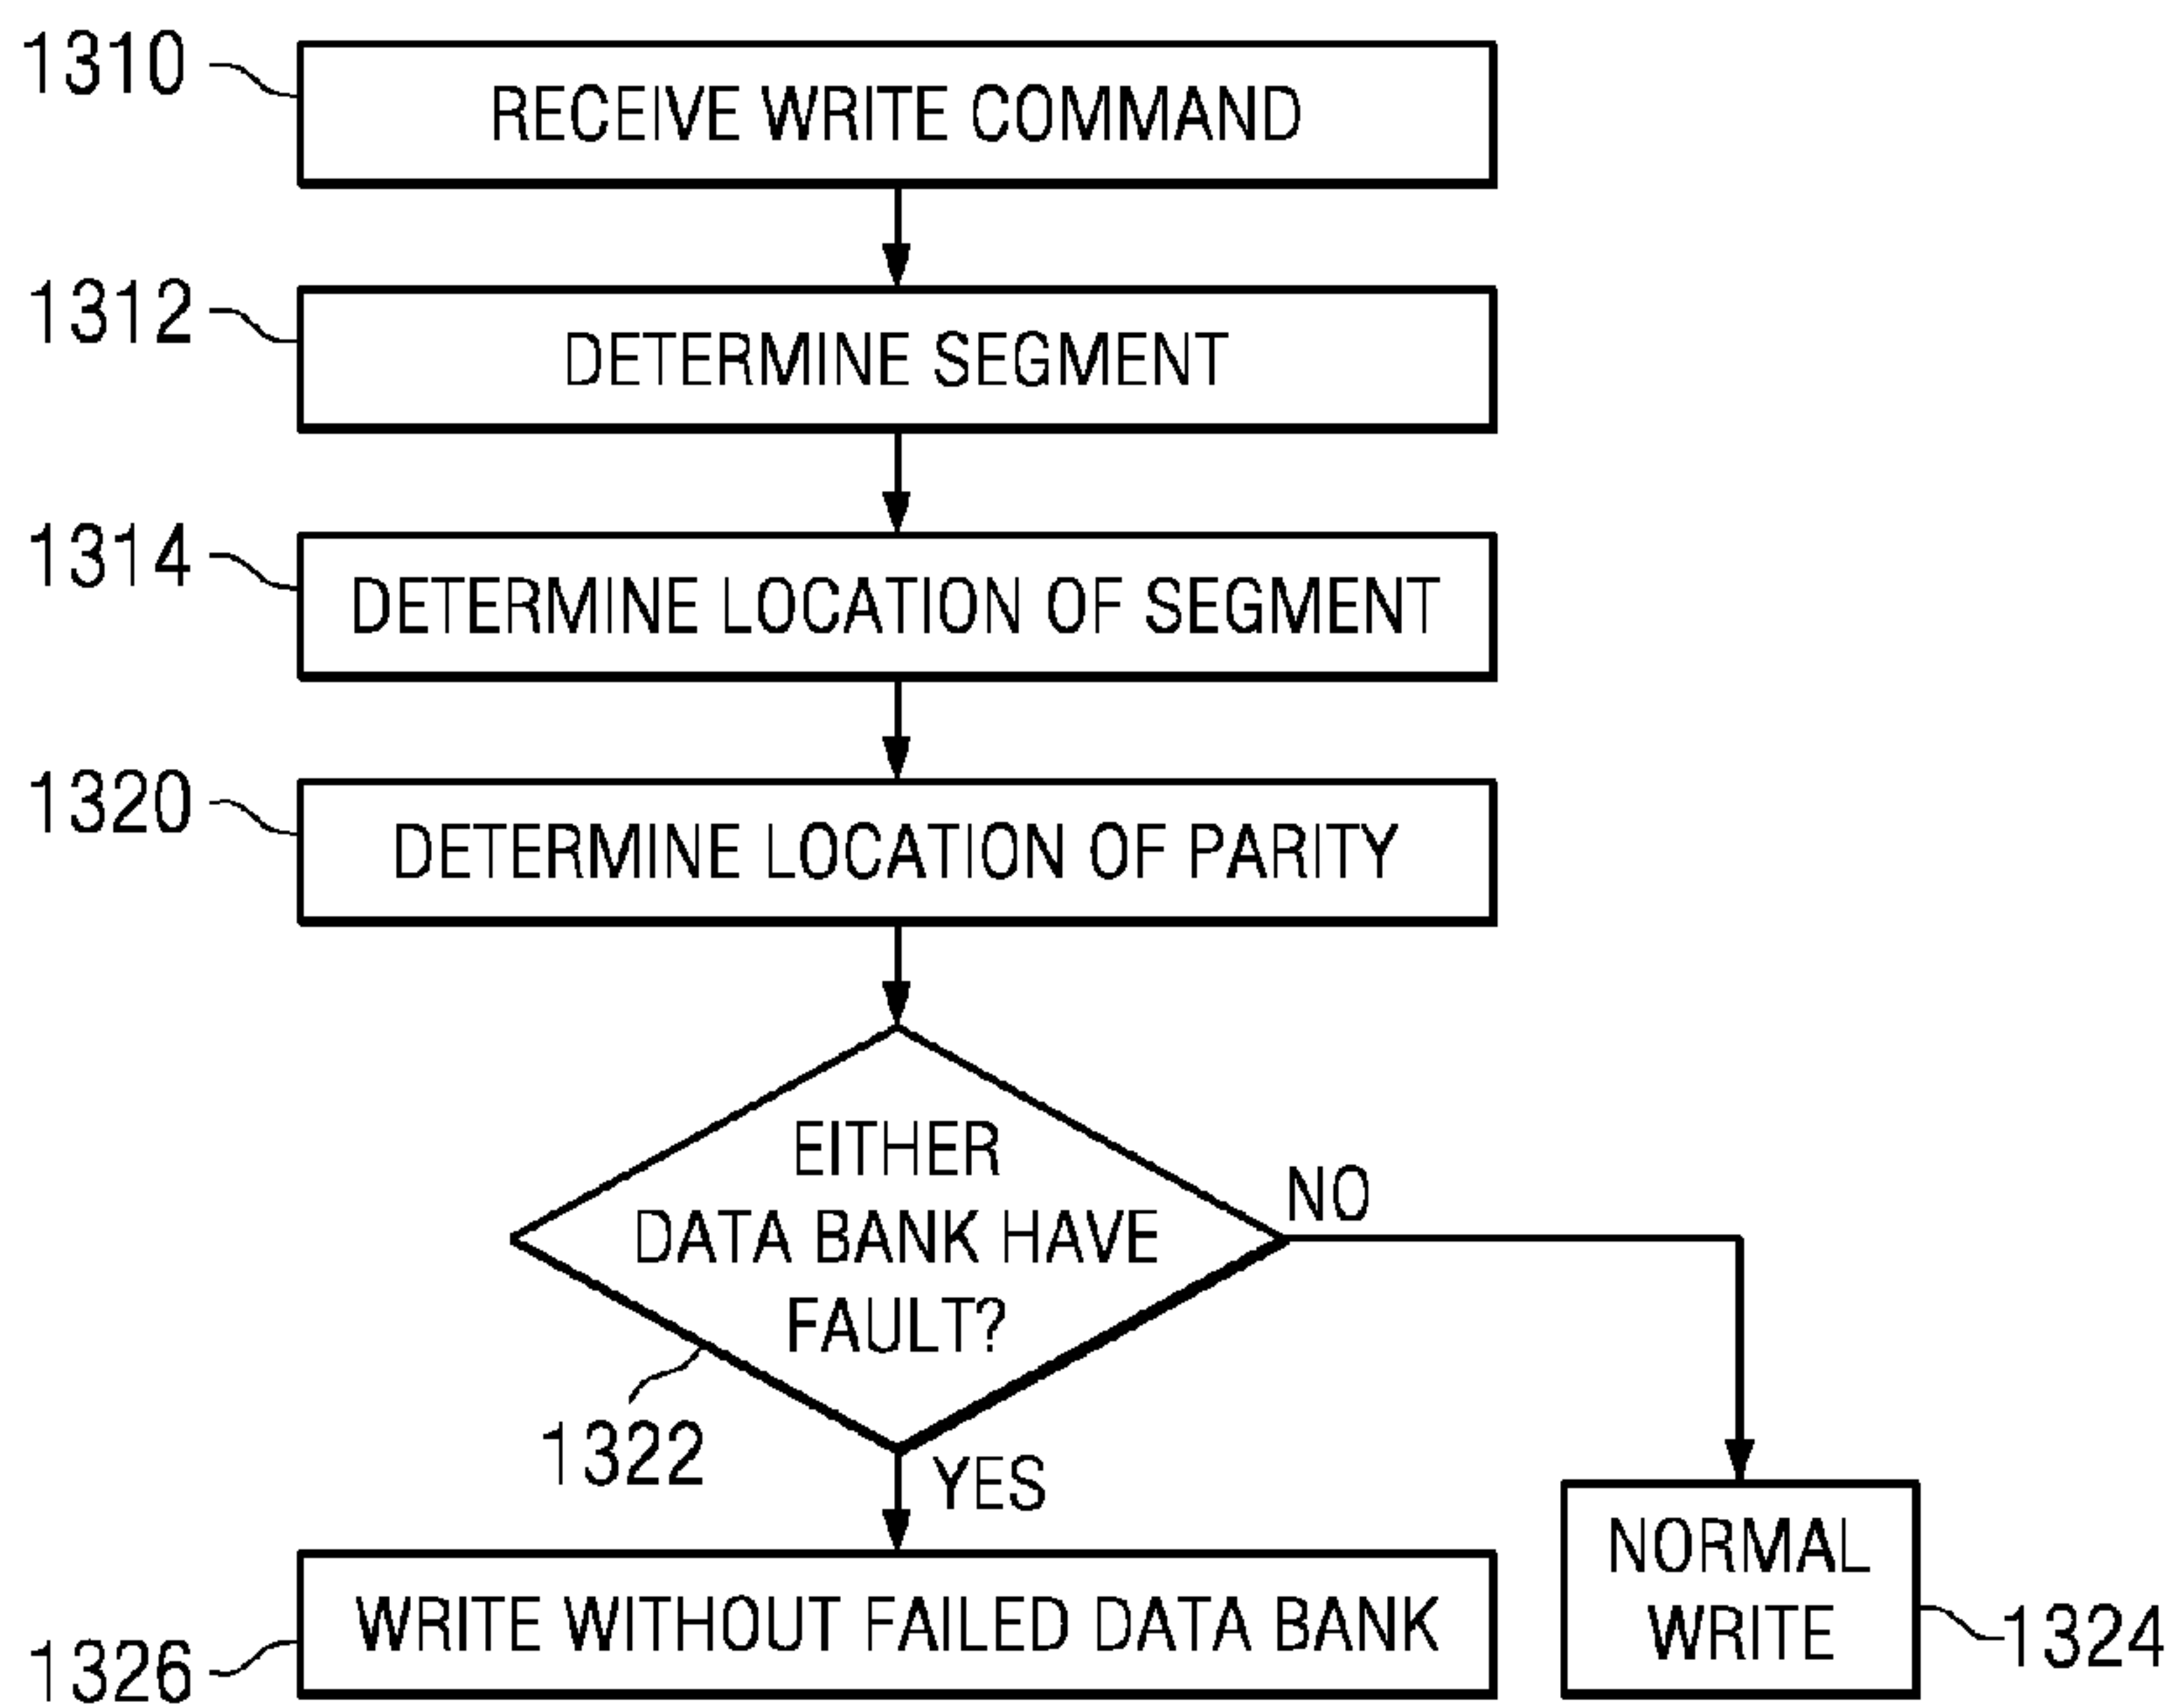 1310
RECEIVE WRITE COMMAND
1312
DETERMINE SEGMENT
1314
DETERMINE LOCATION OF SEGMENT
1320
DETERMINE LOCATION OF PARITY
EITHER
DATA BANK HAVE
FAULT?
NO
1322
YES
NORMAL
WRITE
1324
WRITE WITHOUT FAILED DATA BANK
1326